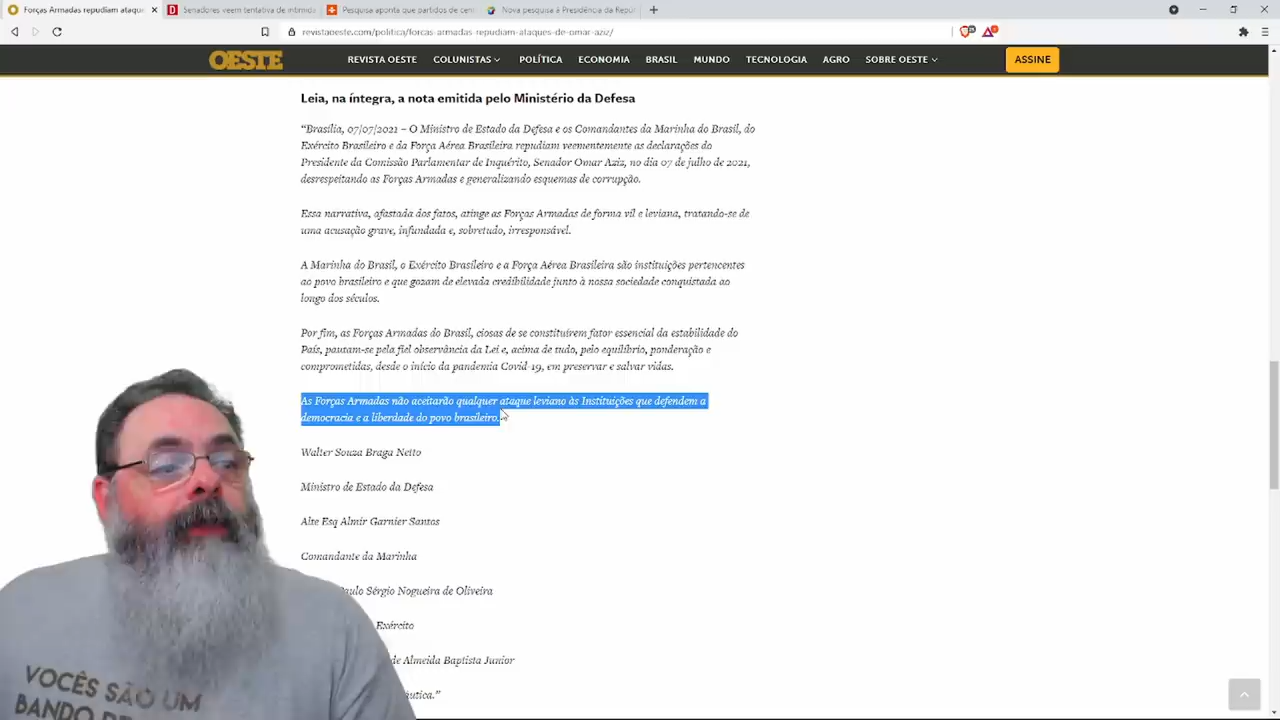 Forças Armadas repudiam ataque
Senadores veem tentativa de intimida
Pesquisa aponta que partidos de cen
Nova pesquisa à Presidência da Repúb
revistaoeste.com/politica/forcas-armadas-repudiam-ataques-de-omar-aziz/
OESTE
REVISTA OESTE COLUNISTAS POLÍTICA ECONOMIA BRASIL MUNDO TECNOLOGIA AGRO SOBRE OESTE
ASSINE
Leia, na íntegra, a nota emitida pelo Ministério da Defesa
“Brasília, 07/07/2021 – O Ministro de Estado da Defesa e os Comandantes da Marinha do Brasil, do
Exército Brasileiro e da Força Aérea Brasileira repudiam veementemente as declarações do
Presidente da Comissão Parlamentar de Inquérito, Senador Omar Aziz, no dia 07 de julho de 2021,
desrespeitando as Forças Armadas e generalizando esquemas de corrupção.
Essa narrativa, afastada dos fatos, atinge as Forças Armadas de forma vil e leviana, tratando-se de
uma acusação grave, infundada e, sobretudo, irresponsável.
A Marinha do Brasil, o Exército Brasileiro e a Força Aérea Brasileira são instituições pertencentes
ao povo brasileiro e que gozam de elevada credibilidade junto à nossa sociedade conquistada ao
longo dos séculos.
Por fim, as Forças Armadas do Brasil, ciosas de se constituírem fator essencial da estabilidade do
País, pautam-se pela fiel observância da Lei e, acima de tudo, pelo equilíbrio, ponderação e
comprometidas, desde o início da pandemia Covid-19, em preservar e salvar vidas.
As Forças Armadas não aceitarão qualquer ataque leviano às Instituições que defendem a
democracia e a liberdade do povo brasileiro.
Walter Souza Braga Netto
Ministro de Estado da Defesa
Alte Esq Almir Garnier Santos
Comandante da Marinha
Paulo Sérgio Nogueira de Oliveira
Exército
de Almeida Baptista Junior
VOCÊS SÃO UM
BANDO DE